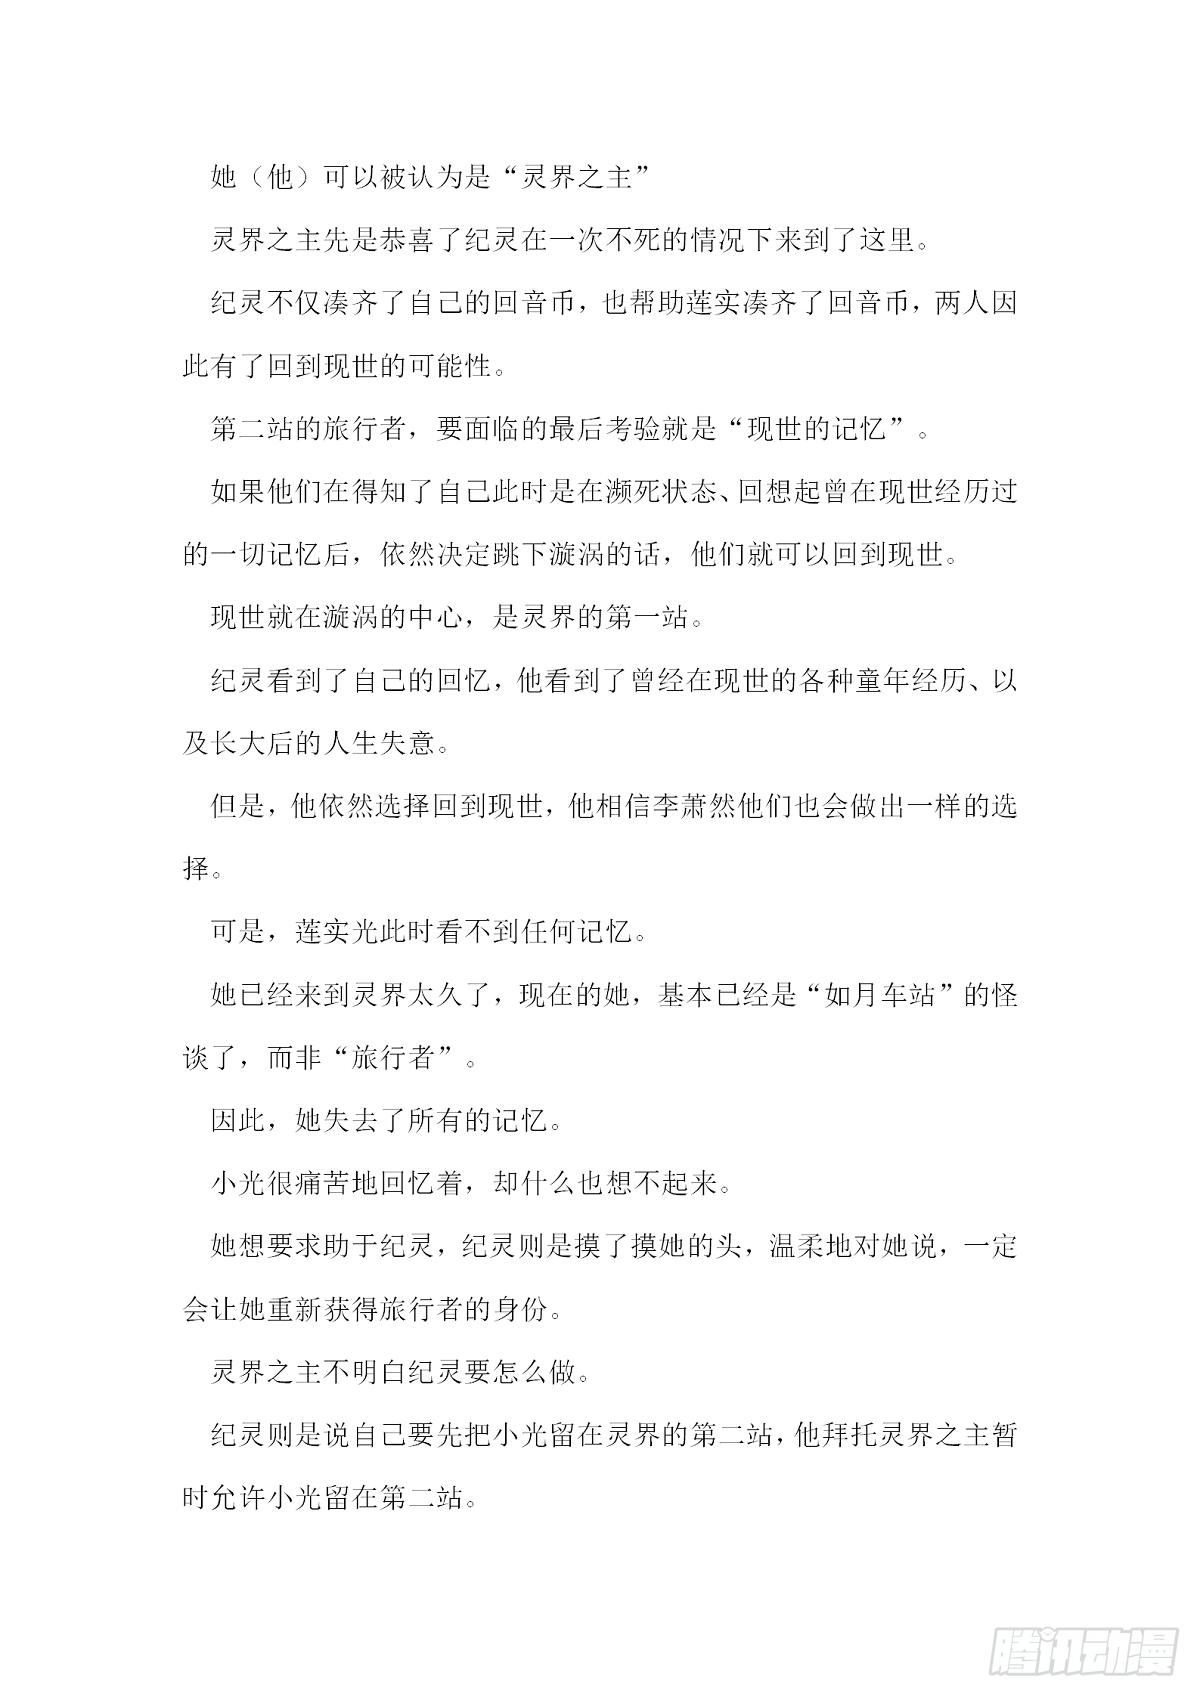 她（他）可以被认为是“灵界之主”
灵界之主先是恭喜了纪灵在一次不死的情况下来到了这里。
纪灵不仅凑齐了自己的回音币，也帮助莲实凑齐了回音币，两人因
此有了回到现世的可能性。
第二站的旅行者，要面临的最后考验就是“现世的记忆”。
如果他们在得知了自己此时是在濒死状态、回想起曾在现世经历过
的一切记忆后，依然决定跳下漩涡的话，他们就可以回到现世。
现世就在漩涡的中心，是灵界的第一站。
纪灵看到了自己的回忆，他看到了曾经在现世的各种童年经历、以
及长大后的人生失意。
但是，他依然选择回到现世，他相信李萧然他们也会做出一样的选
择。
可是，莲实光此时看不到任何记忆。
她已经来到灵界太久了，现在的她，基本已经是“如月车站”的怪
谈了，而非“旅行者”。
因此，她失去了所有的记忆。
小光很痛苦地回忆着，却什么也想不起来。
她想要求助于纪灵，纪灵则是摸了摸她的头，温柔地对她说，一定
会让她重新获得旅行者的身份。
灵界之主不明白纪灵要怎么做。
纪灵则是说自己要先把小光留在灵界的第二站，他拜托灵界之主暂
时允许小光留在第二站。
腾讯动漫